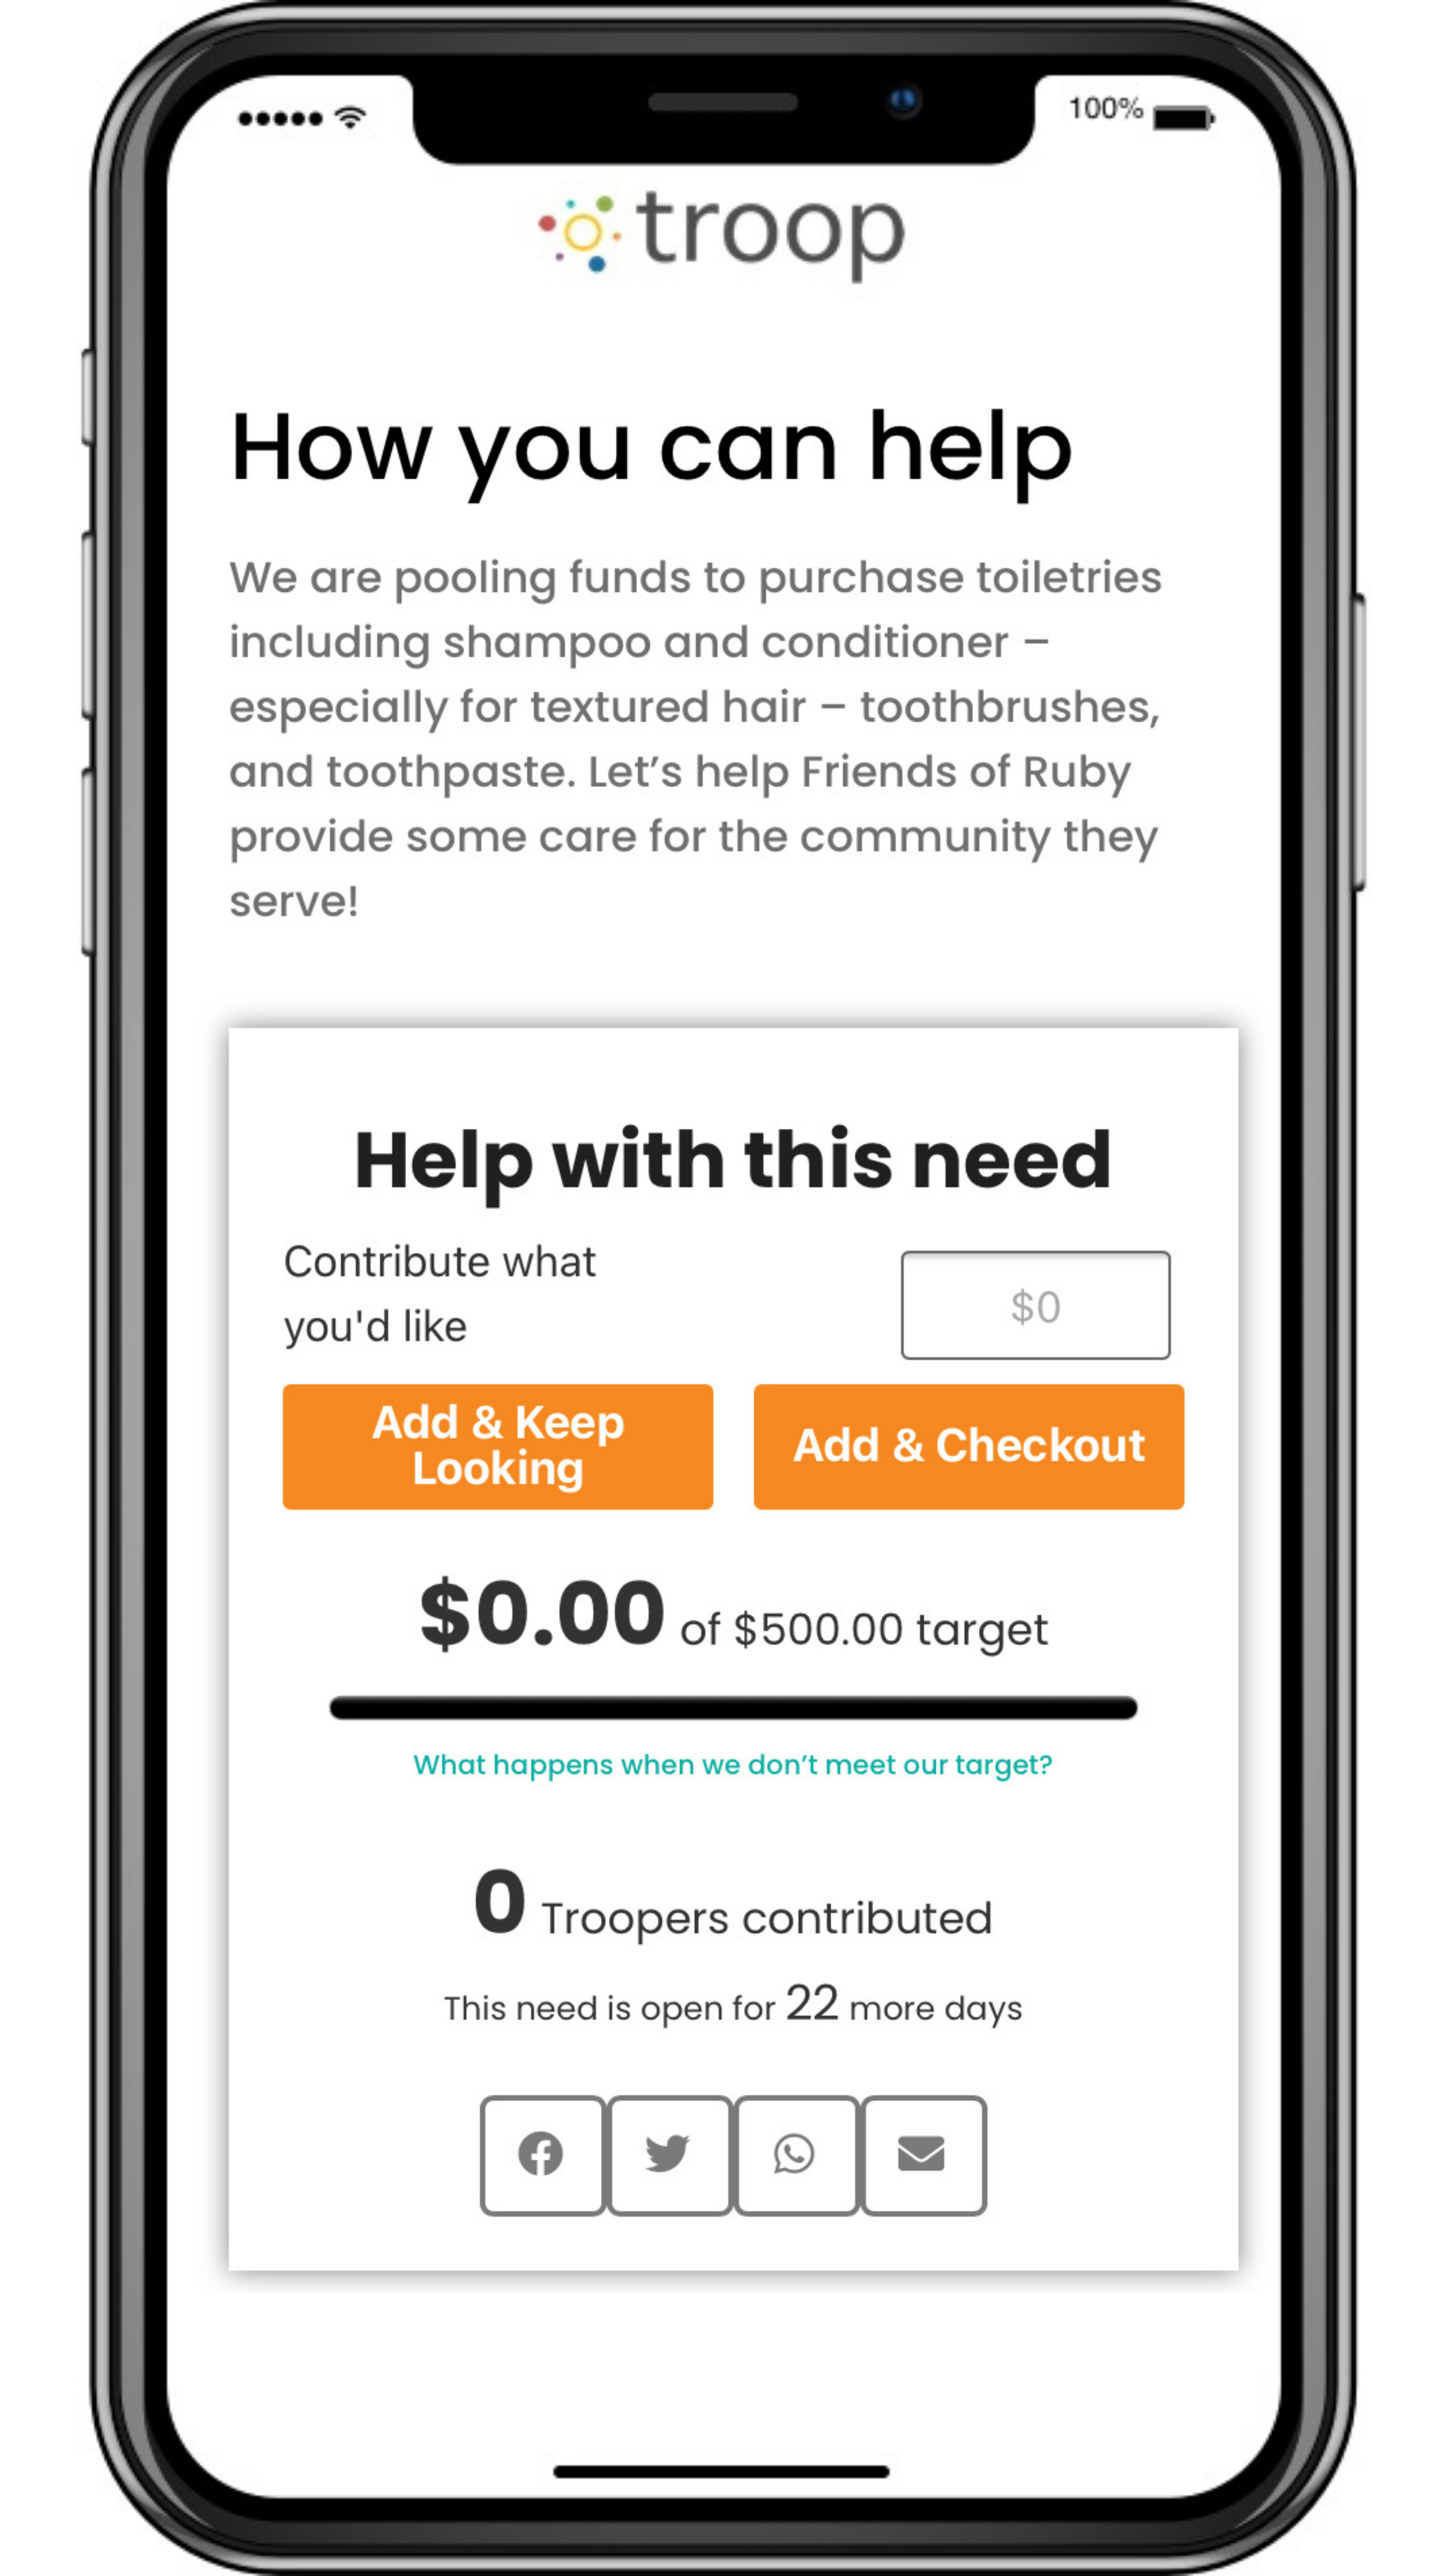 100%
troop
How you can help
We are pooling funds to purchase toiletries
including shampoo and conditioner –
especially for textured hair – toothbrushes,
and toothpaste. Let’s help Friends of Ruby
provide some care for the community they
serve!
Help with this need
Contribute what
you'd like
$0
Add & Keep
Looking
Add & Checkout
$0.00 of $500.00 target
What happens when we don’t meet our target?
0 Troopers contributed
This need is open for 22 more days